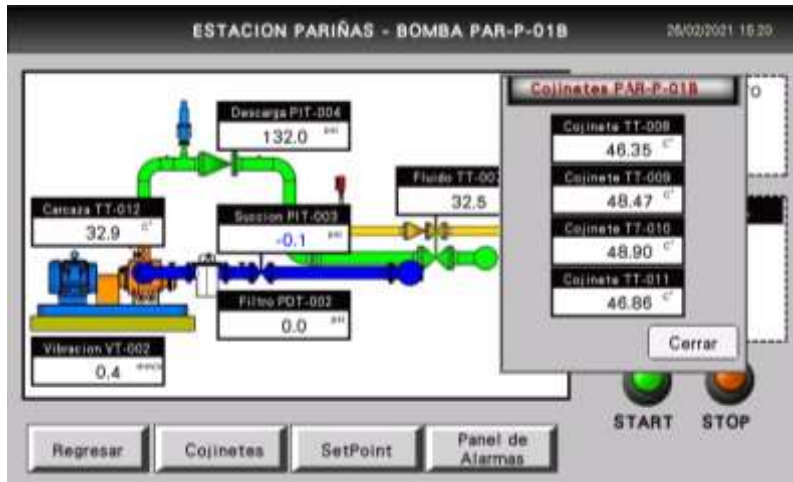 ESTACION PARIÑAS - BOMBA PAR-P-01B
26/02/2021 15:20
Descarga PIT-004
132.0 psi
Carcaza TT-012
32.9 C°
Succion PIT-003
-0.1 psi
Fluido TT-007
32.5
Filtro PDT-002
0.0 psi
Vibracion VT-002
0.4
Cojinetes PAR-P-01B
Cojinete TT-008
46.35 C°
Cojinete TT-009
48.47 C°
Cojinete TT-010
48.90 C°
Cojinete TT-011
46.86 C°
Cerrar
O
START
STOP
Regresar
Cojinetes
SetPoint
Panel de
Alarmas